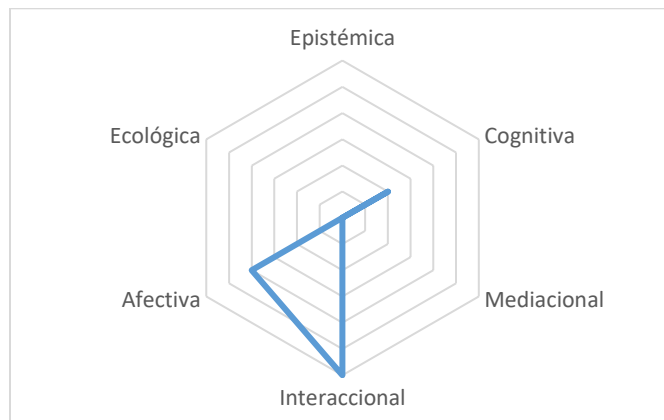 Epistémica
Cognitiva
Mediacional
Interaccional
Afectiva
Ecológica